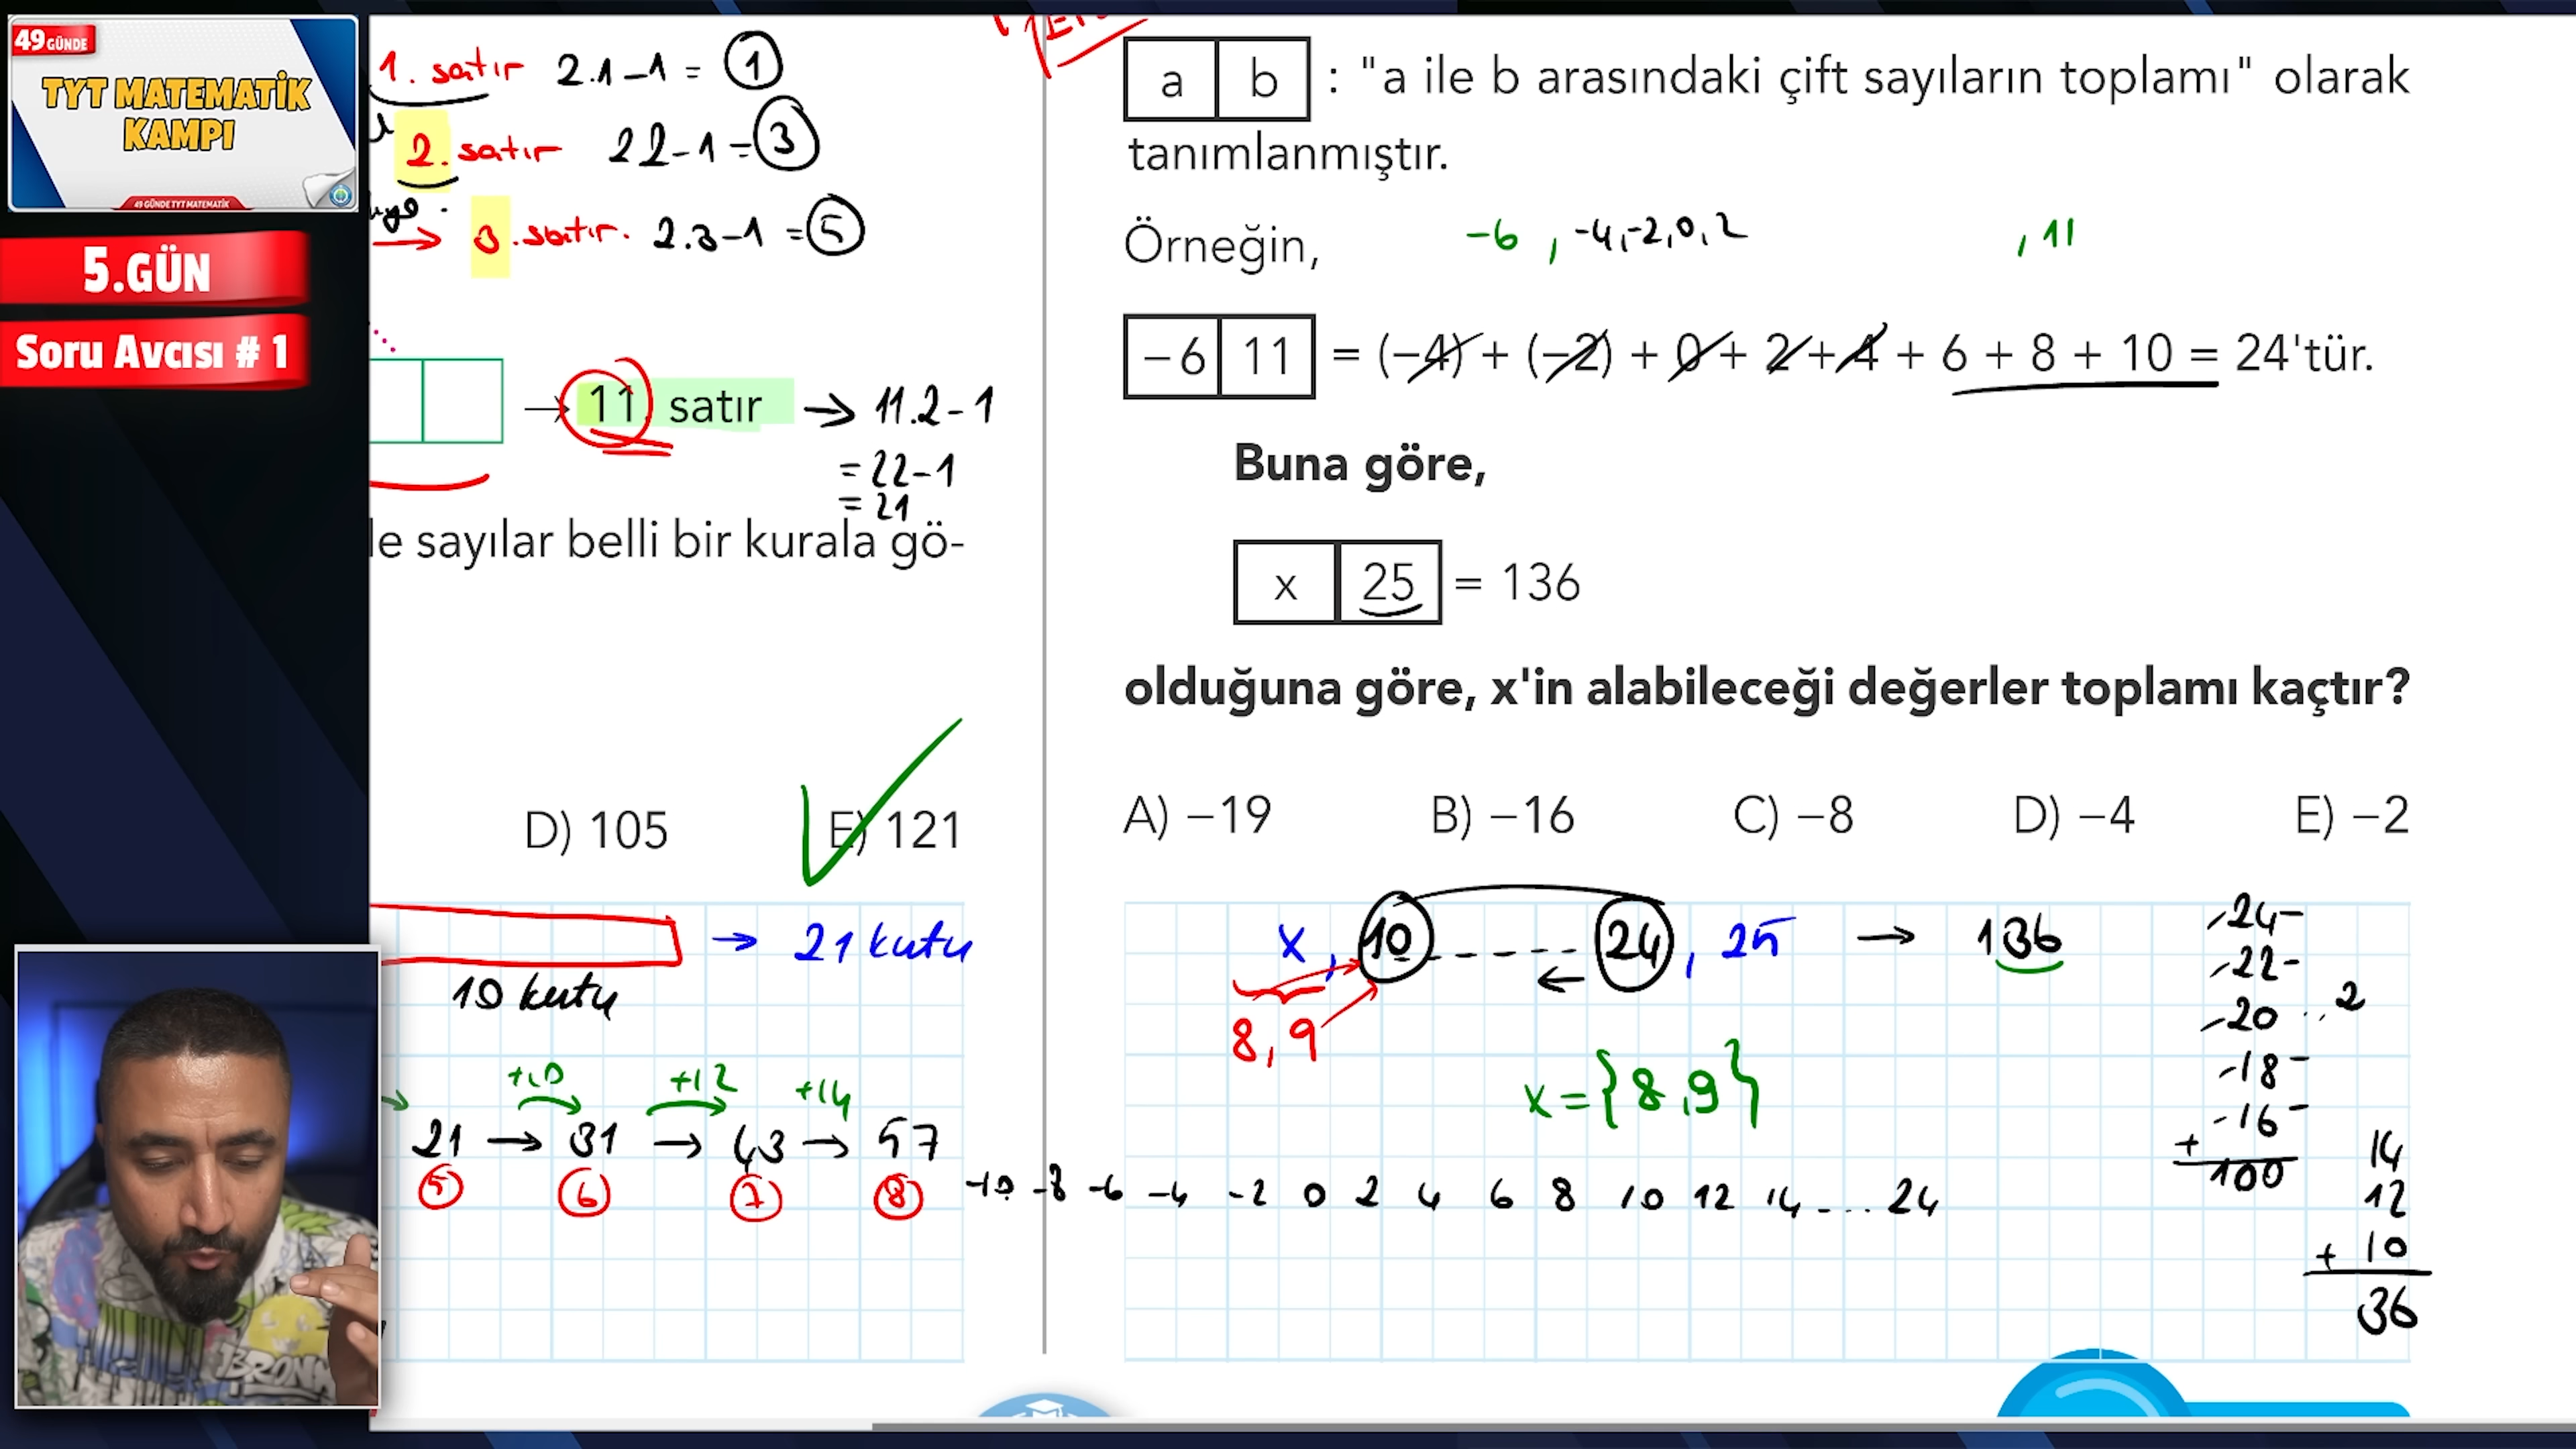 49 GÜNDE
TYT MATEMATİK
KAMPI
49 GÜNDE TYT MATEMATİK
5.GÜN
Soru Avcısı # 1
1. satır 2.1-1 = 1
2. satır 22-1 = 3
3. satır. 2.3-1 = 5
→ 11. satır → 11.2-1
= 22-1
= 21
le sayılar belli bir kurala gö-
D) 105 E) 121
→ 21 kutu
10 kutu
+10 +12 +14
21 → 31 → 43 → 57
5 6 7 8
a b : "a ile b arasındaki çift sayıların toplamı" olarak
tanımlanmıştır.
Örneğin,
-6 , -4,-2,0,2 , 11
−6 11 = (−4) + (−2) + 0 + 2 + 4 + 6 + 8 + 10 = 24'tür.
Buna göre,
x 25 = 136
olduğuna göre, x'in alabileceği değerler toplamı kaçtır?
A) −19 B) −16 C) −8 D) −4 E) −2
x, 10 ----- 24, 25 → 136
←
8, 9
x = {8,9}
-10 -8 -6 -4 -2 0 2 4 6 8 10 12 14 .... 24
-24-
-22-
-20 .. 2
-18-
-16-
+
100
14
12
+ 10
36
BRONX